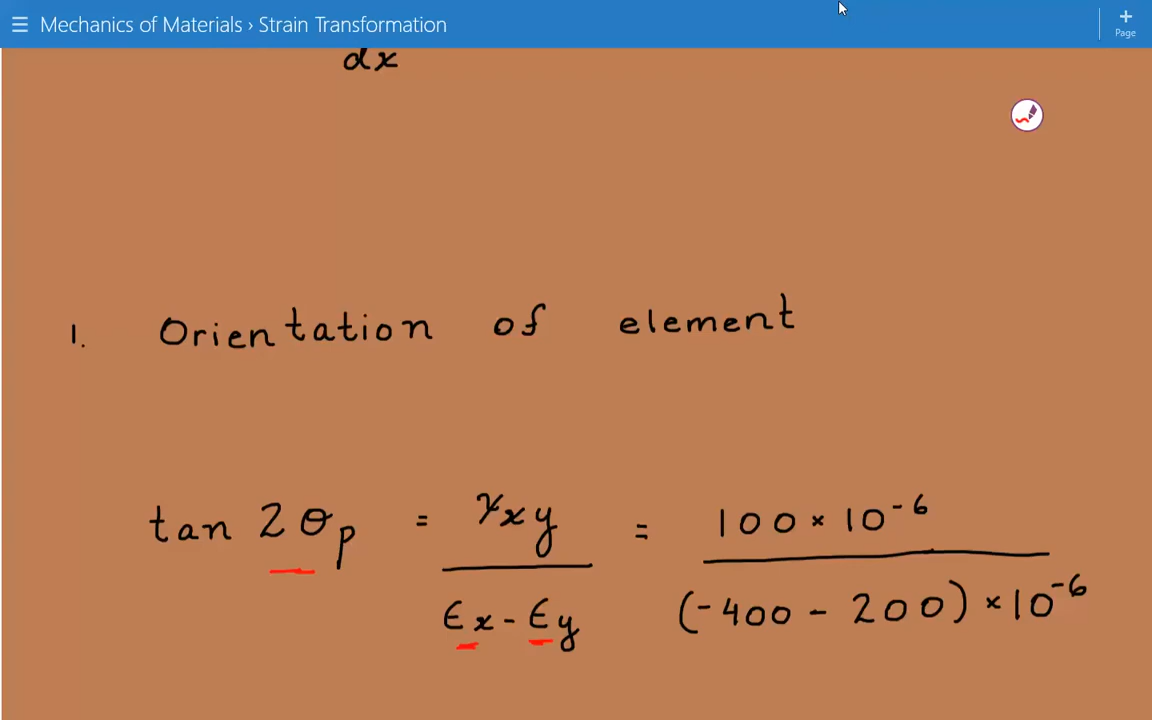 Mechanics of Materials › Strain Transformation
Page
dx
1. Orientation of element
tan 2θp = γxy / (εx - εy) = 100 × 10⁻⁶ / ((-400 - 200) × 10⁻⁶)